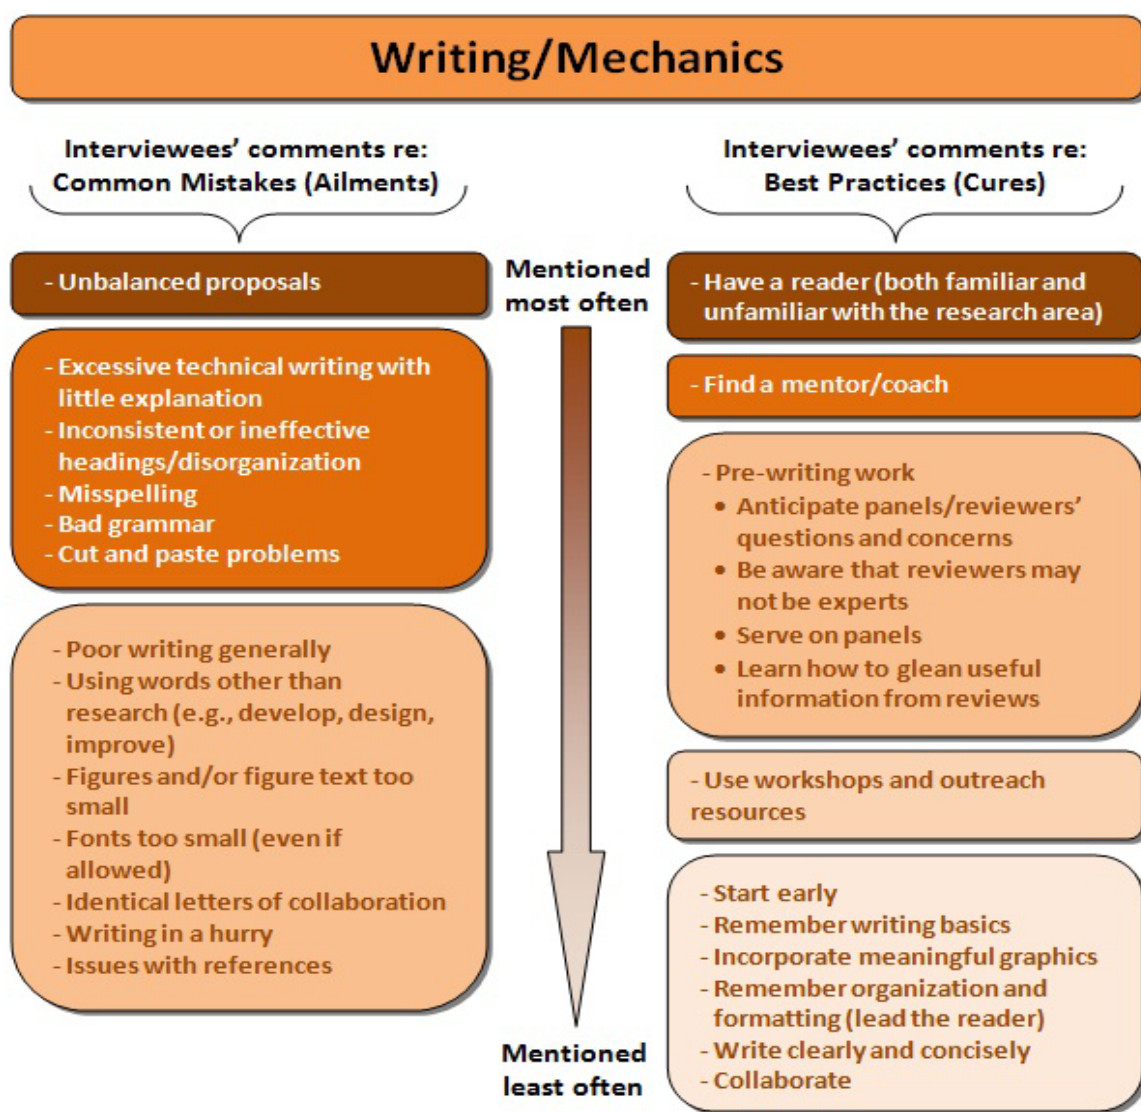 Writing/Mechanics
Interviewees’ comments re:
Common Mistakes (Ailments)
- Unbalanced proposals
- Excessive technical writing with
little explanation
- Inconsistent or ineffective
headings/disorganization
- Misspelling
- Bad grammar
- Cut and paste problems
- Poor writing generally
- Using words other than
research (e.g., develop, design,
improve)
- Figures and/or figure text too
small
- Fonts too small (even if
allowed)
- Identical letters of collaboration
- Writing in a hurry
- Issues with references
Mentioned
most often
Mentioned
least often
Interviewees’ comments re:
Best Practices (Cures)
- Have a reader (both familiar and
unfamiliar with the research area)
- Find a mentor/coach
- Pre-writing work
• Anticipate panels/reviewers’
questions and concerns
• Be aware that reviewers may
not be experts
• Serve on panels
• Learn how to glean useful
information from reviews
- Use workshops and outreach
resources
- Start early
- Remember writing basics
- Incorporate meaningful graphics
- Remember organization and
formatting (lead the reader)
- Write clearly and concisely
- Collaborate